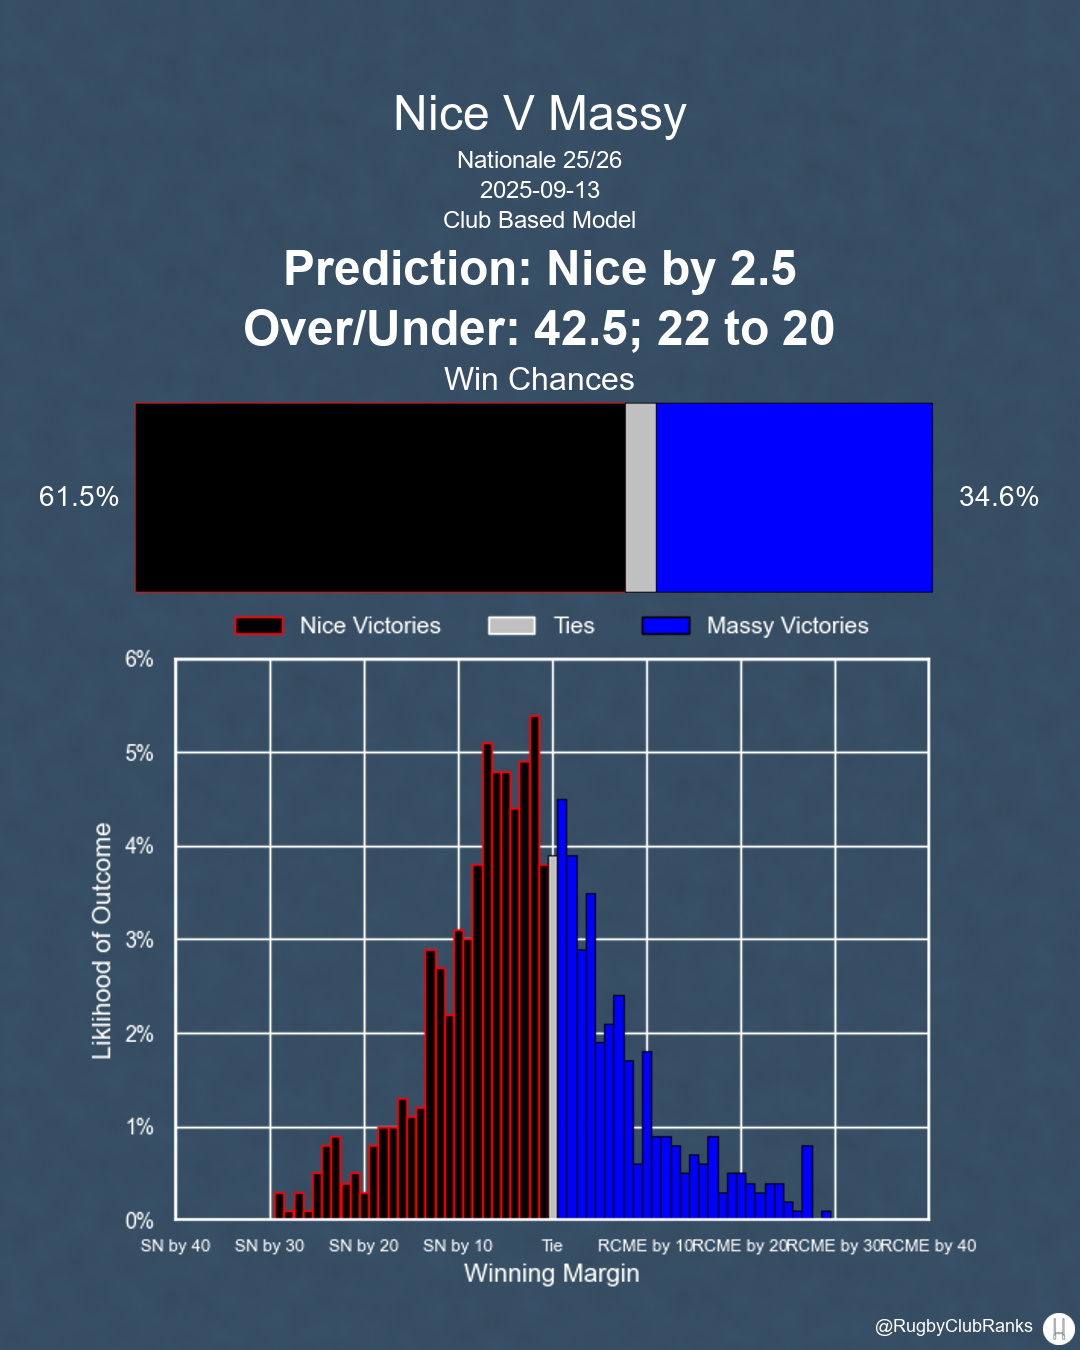 Nice V Massy
Nationale 25/26
2025-09-13
Club Based Model
Prediction: Nice by 2.5
Over/Under: 42.5; 22 to 20
Win Chances
61.5%
34.6%
Nice Victories
Ties
Massy Victories
6%
5%
4%
3%
2%
1%
0%
Liklihood of Outcome
SN by 40
SN by 30
SN by 20
SN by 10
Tie
RCME by 10
RCME by 20
RCME by 30
RCME by 40
Winning Margin
@RugbyClubRanks